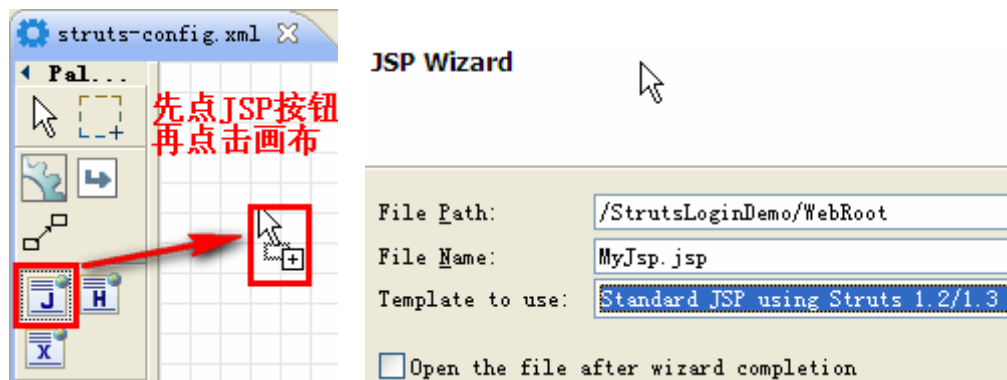 struts-config.xml
Pal...
先点JSP按钮
再点击画布
J
H
X
JSP Wizard
File Path: /StrutsLoginDemo/WebRoot
File Name: MyJsp.jsp
Template to use: Standard JSP using Struts 1.2/1.3
Open the file after wizard completion